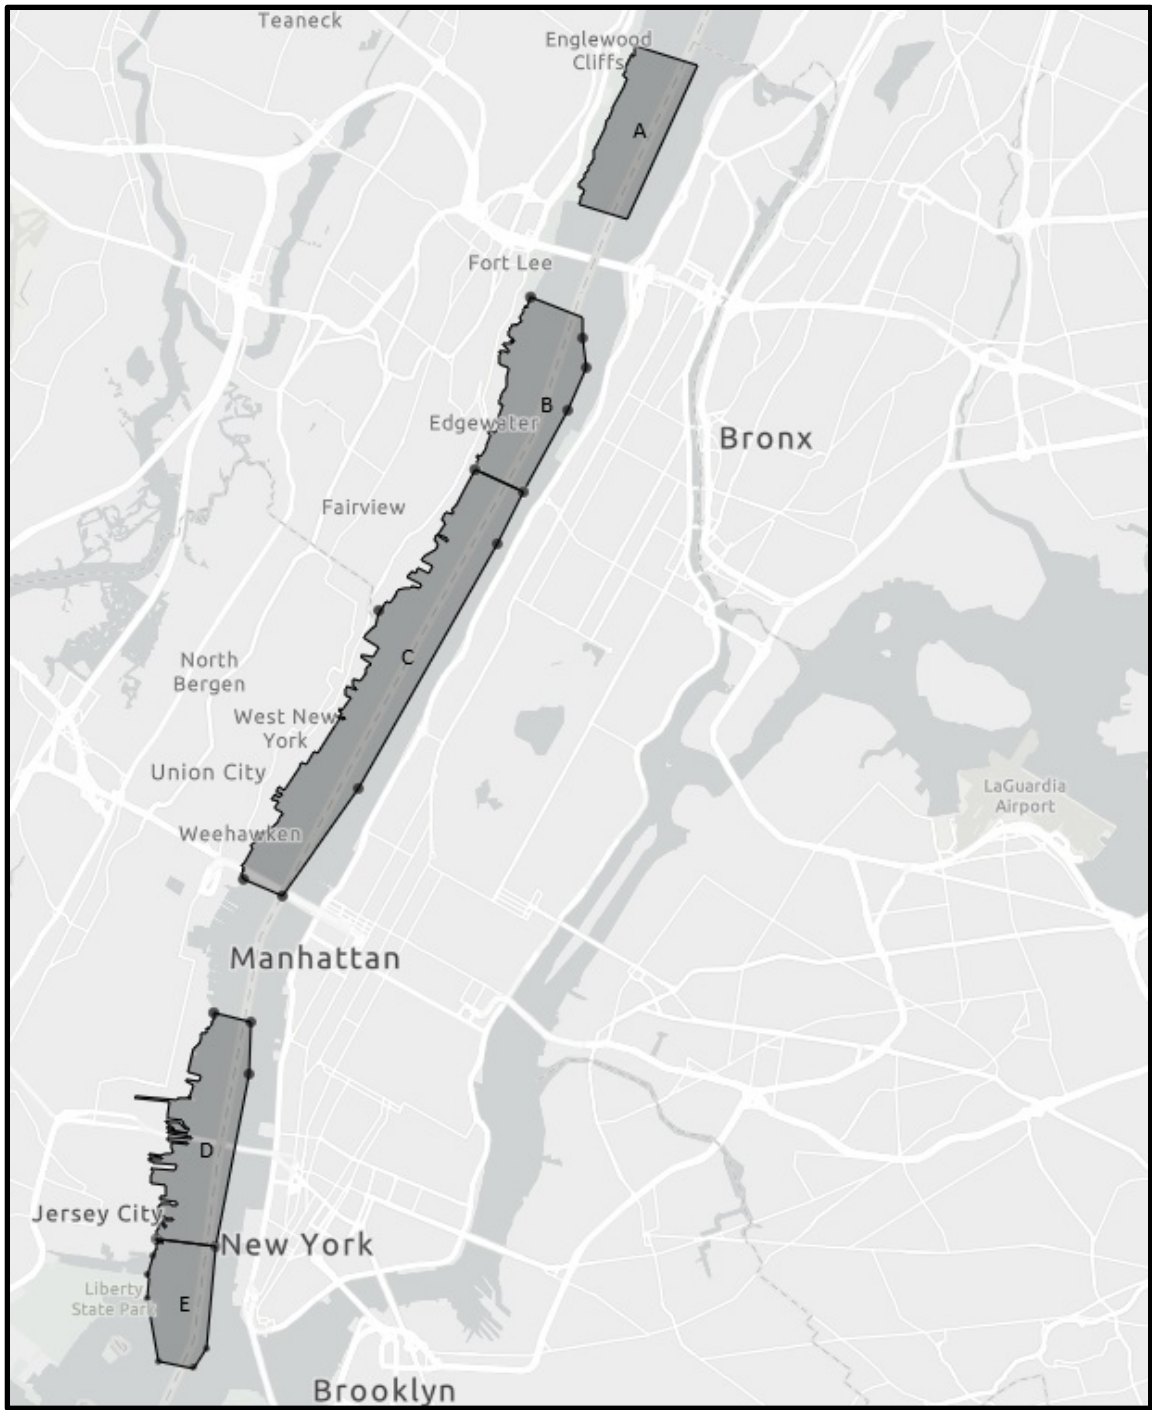 Teaneck
Englewood
Cliffs
A
Fort Lee
B
Edgewater
Bronx
Fairview
C
North
Bergen
West New
York
Union City
LaGuardia
Airport
Weehawken
Manhattan
D
Jersey City
New York
Liberty
State Park
E
Brooklyn